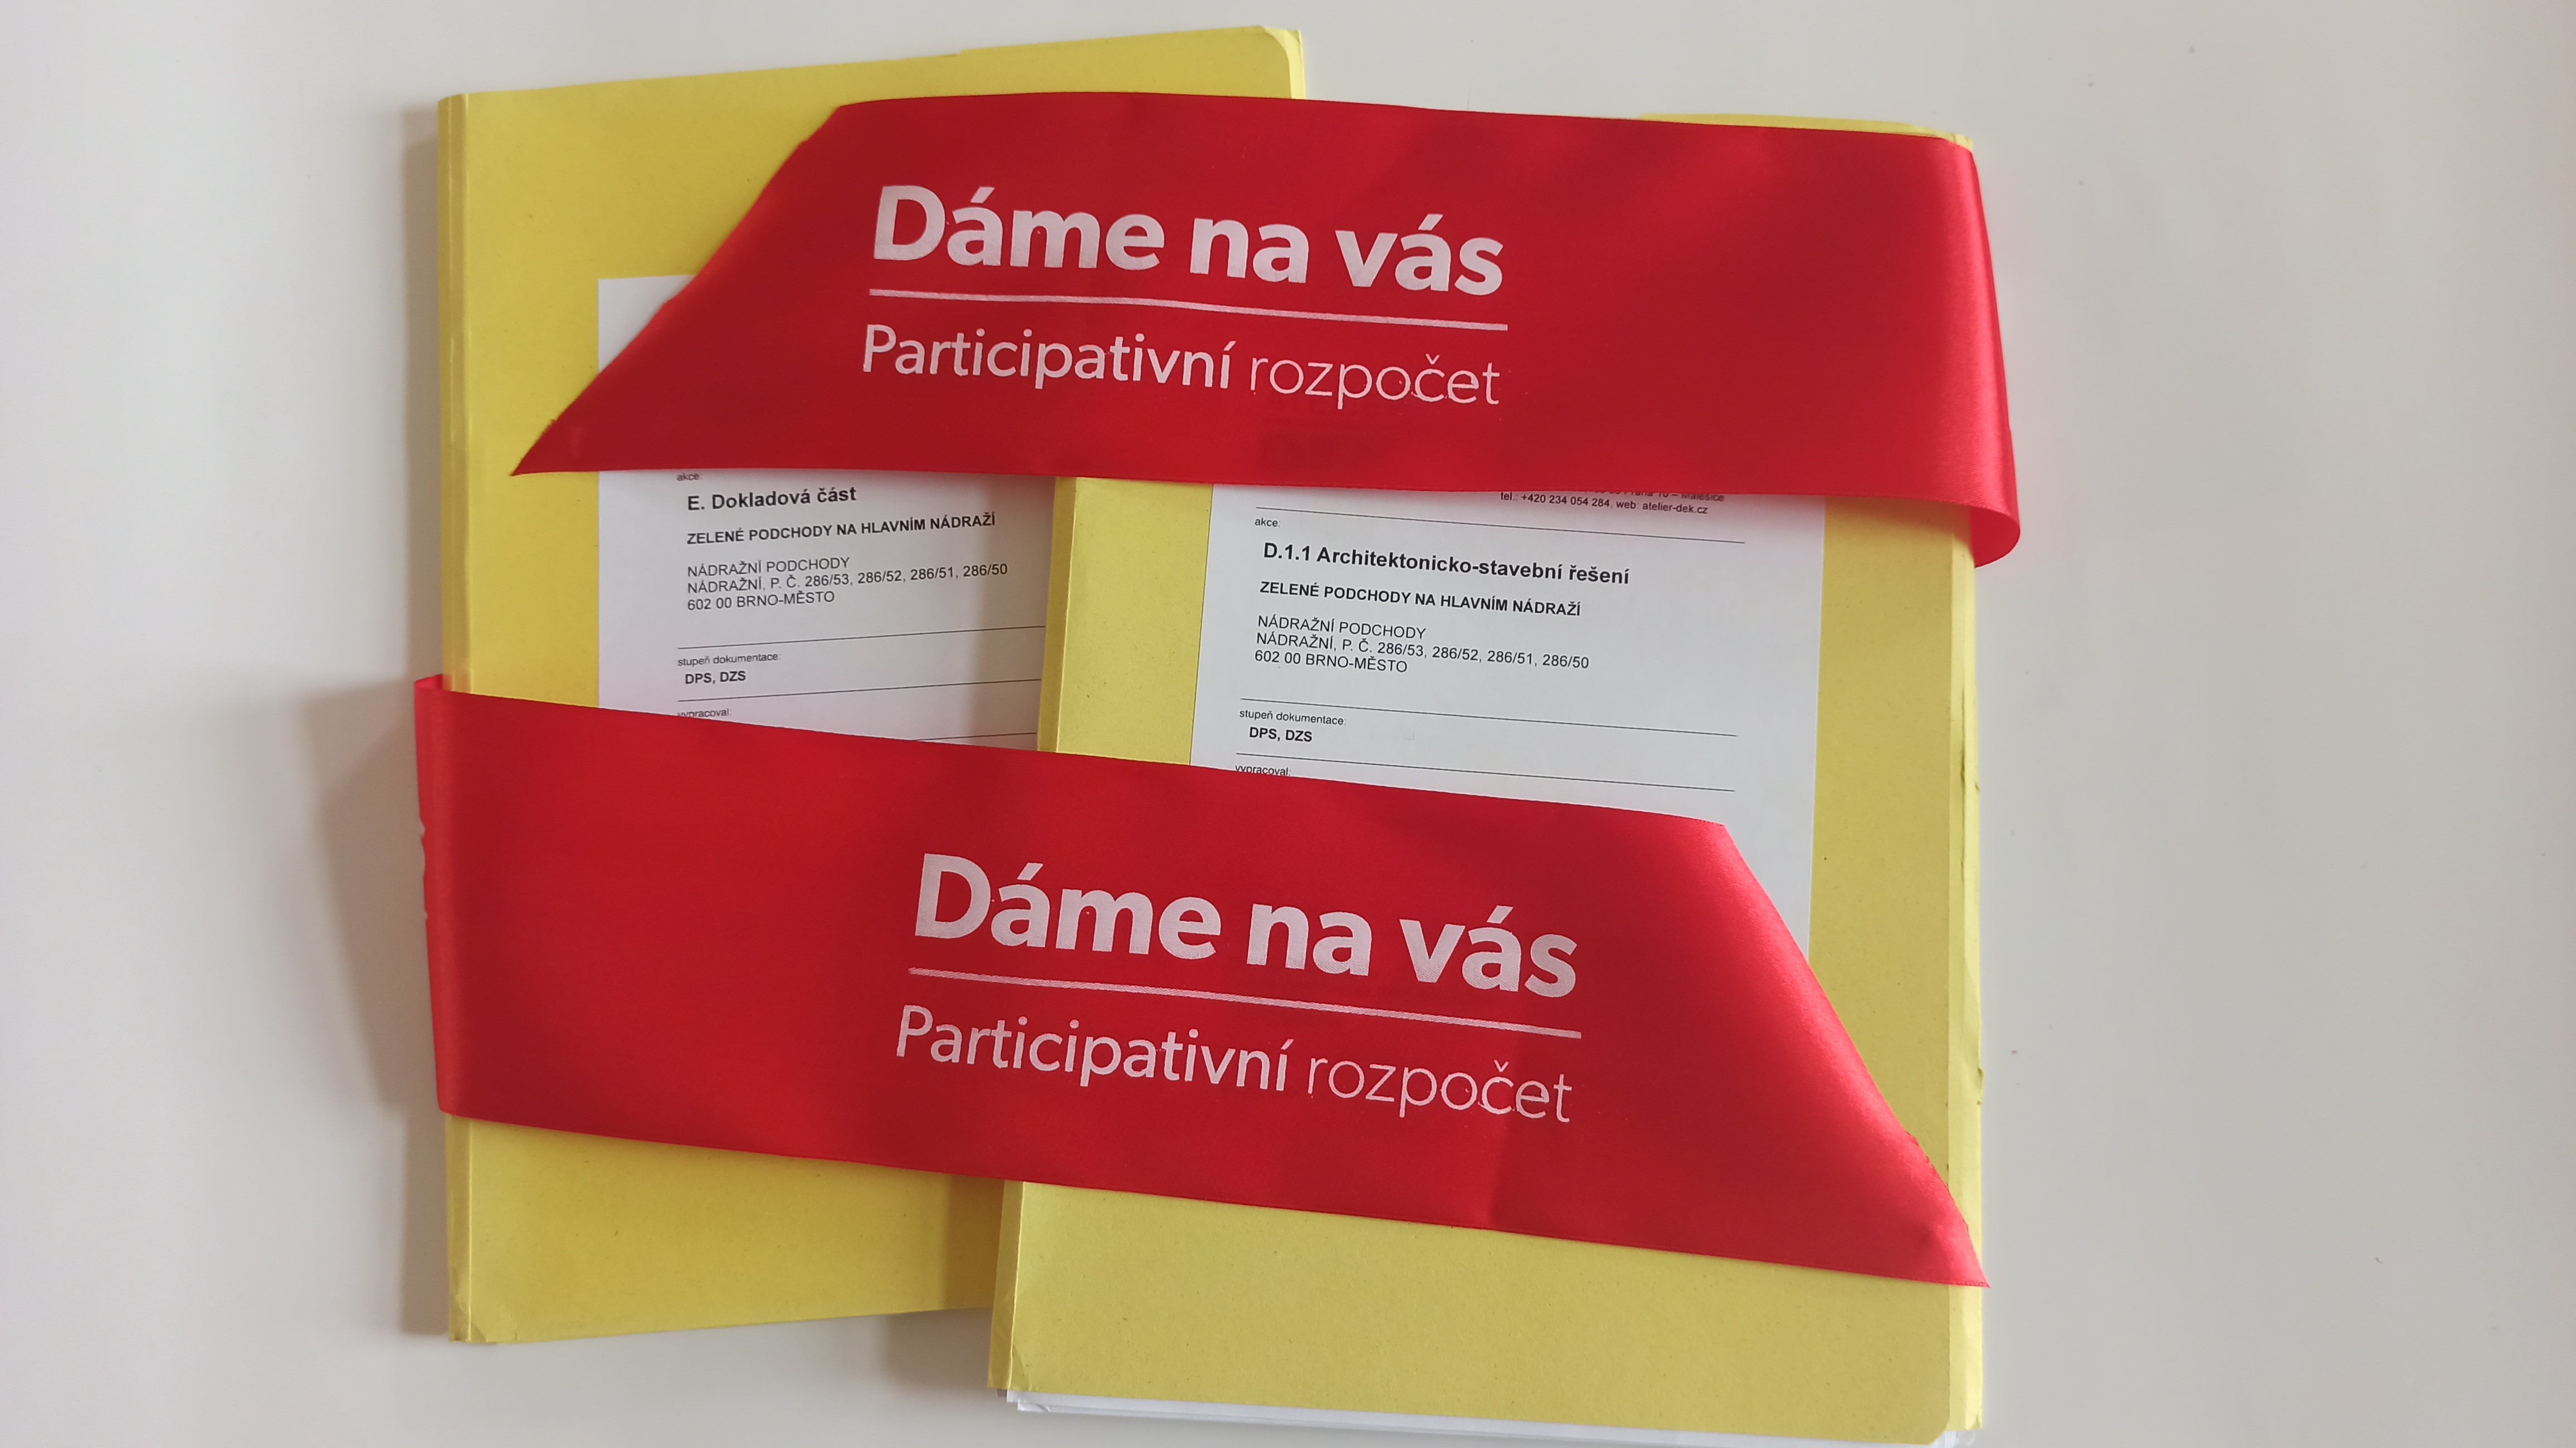 Dáme na vás
Participativní rozpočet
akce:
E. Dokladová část
ZELENÉ PODCHODY NA HLAVNÍM NÁDRAŽÍ
NÁDRAŽNÍ PODCHODY
NÁDRAŽNÍ, P. Č. 286/53, 286/52, 286/51, 286/50
602 00 BRNO-MĚSTO
stupeň dokumentace:
DPS, DZS
vypracoval:
Praha 10 – Malešice
tel.: +420 234 054 284, web: atelier-dek.cz
akce:
D.1.1 Architektonicko-stavební řešení
ZELENÉ PODCHODY NA HLAVNÍM NÁDRAŽÍ
NÁDRAŽNÍ PODCHODY
NÁDRAŽNÍ, P. Č. 286/53, 286/52, 286/51, 286/50
602 00 BRNO-MĚSTO
stupeň dokumentace:
DPS, DZS
vypracoval:
Dáme na vás
Participativní rozpočet